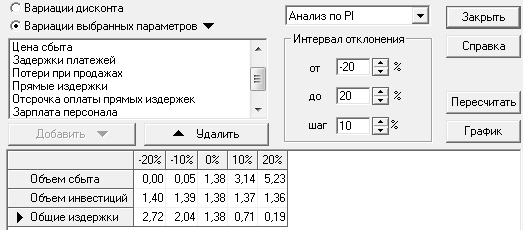 Вариации дисконта
Вариации выбранных параметров
Анализ по PI
Закрыть
Цена сбыта
Задержки платежей
Потери при продажах
Прямые издержки
Отсрочка оплаты прямых издержек
Зарплата персонала
Интервал отклонения
от -20 %
до 20 %
шаг 10 %
Справка
Пересчитать
График
Добавить
Удалить
-20% -10% 0% 10% 20%
Объем сбыта 0,00 0,05 1,38 3,14 5,23
Объем инвестиций 1,40 1,39 1,38 1,37 1,36
Общие издержки 2,72 2,04 1,38 0,71 0,19